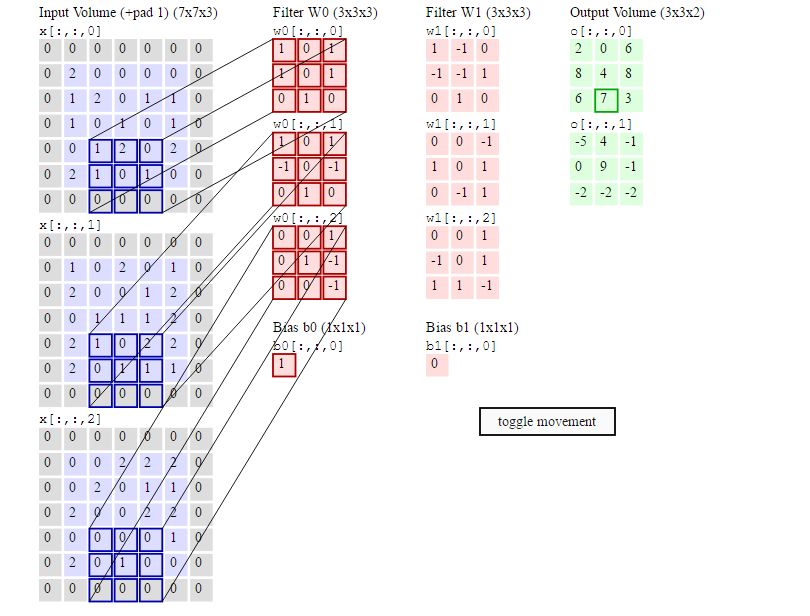 Input Volume (+pad 1) (7x7x3)
x[:,:,0]
0 0 0 0 0 0 0
0 2 0 0 0 0 0
0 1 2 0 1 1 0
0 1 0 1 0 1 0
0 0 1 2 0 2 0
0 2 1 0 1 0 0
0 0 0 0 0 0 0
x[:,:,1]
0 0 0 0 0 0 0
0 1 0 2 0 1 0
0 2 0 0 1 2 0
0 0 1 1 1 2 0
0 2 1 0 2 2 0
0 2 0 1 1 1 0
0 0 0 0 0 0 0
x[:,:,2]
0 0 0 0 0 0 0
0 0 0 2 2 2 0
0 0 2 0 1 1 0
0 2 0 0 2 2 0
0 0 0 0 0 1 0
0 2 0 1 0 0 0
0 0 0 0 0 0 0
Filter W0 (3x3x3)
w0[:,:,0]
1 0 1
1 0 1
0 1 0
w0[:,:,1]
1 0 1
-1 0 -1
0 1 0
w0[:,:,2]
0 0 1
0 1 -1
0 0 -1
Bias b0 (1x1x1)
b0[:,:,0]
1
Filter W1 (3x3x3)
w1[:,:,0]
1 -1 0
-1 -1 1
0 1 0
w1[:,:,1]
0 0 -1
1 0 1
0 -1 1
w1[:,:,2]
0 0 1
-1 0 1
1 1 -1
Bias b1 (1x1x1)
b1[:,:,0]
0
Output Volume (3x3x2)
o[:,:,0]
2 0 6
8 4 8
6 7 3
o[:,:,1]
-5 4 -1
0 9 -1
-2 -2 -2
toggle movement